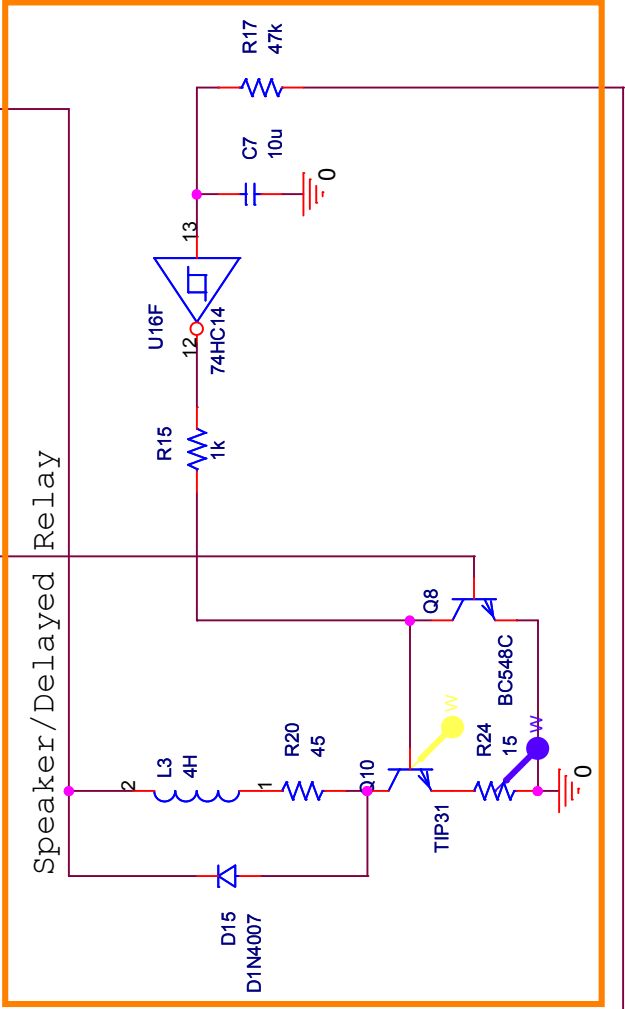 R17
47k
C7
10u
0
13
U16F
12
74HC14
R15
1k
Speaker/Delayed Relay
Q8
BC548C
W
2
L3
4H
1
R20
45
Q10
TIP31
R24
15
W
0
D15
D1N4007